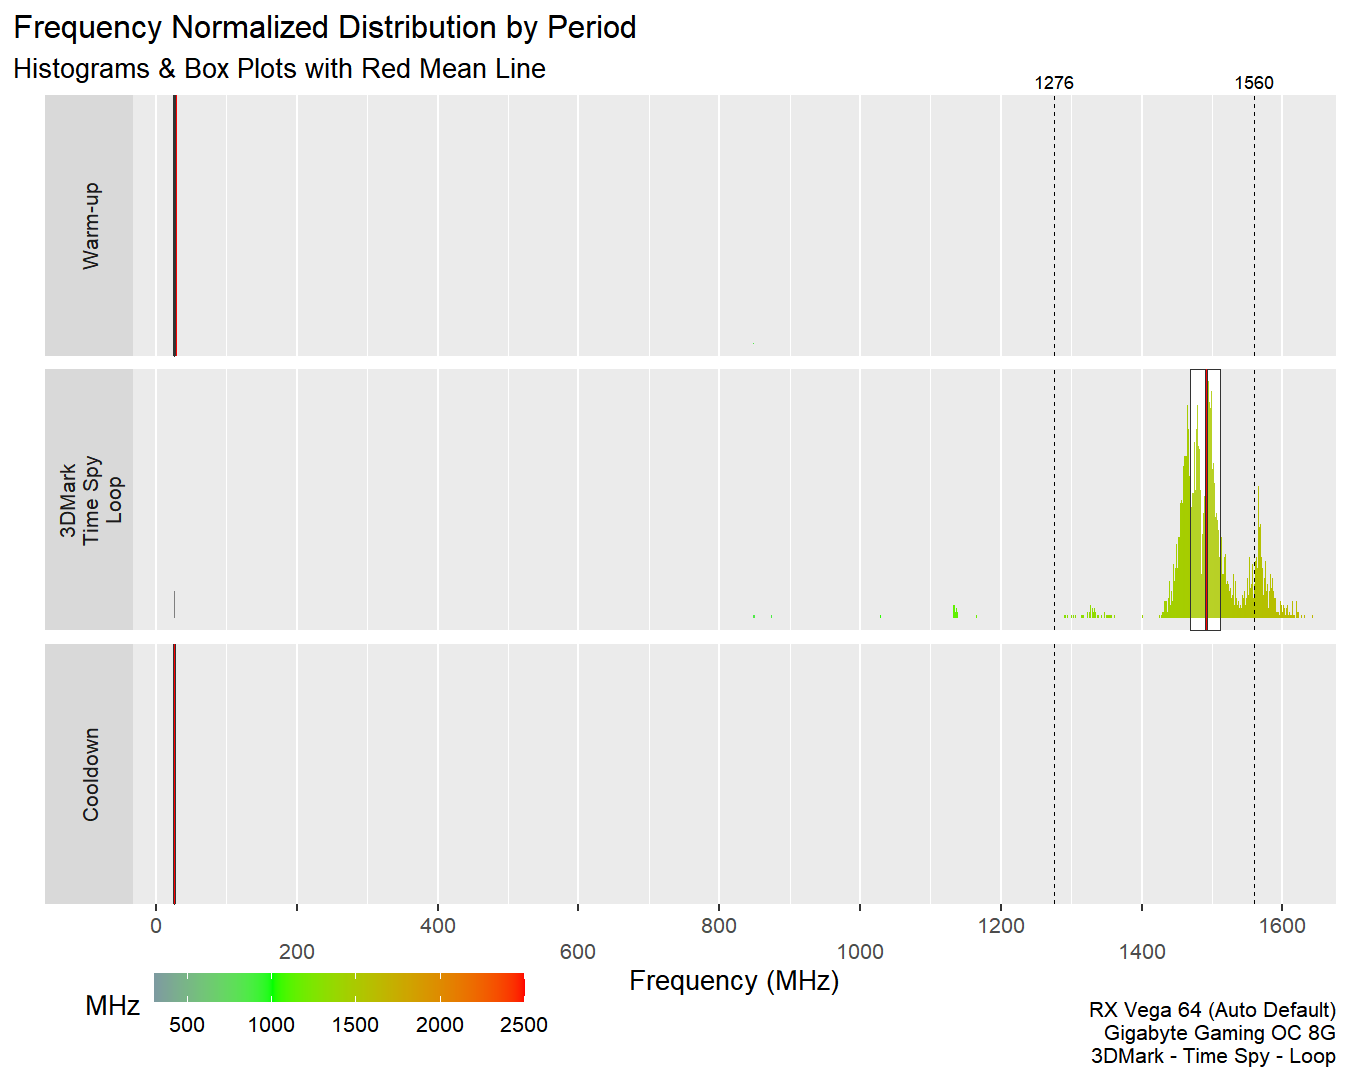 Frequency Normalized Distribution by Period
Histograms & Box Plots with Red Mean Line
1276 1560
Warm-up
3DMark
Time Spy
Loop
Cooldown
0 200 400 600 800 1000 1200 1400 1600
Frequency (MHz)
MHz
500 1000 1500 2000 2500
RX Vega 64 (Auto Default)
Gigabyte Gaming OC 8G
3DMark - Time Spy - Loop